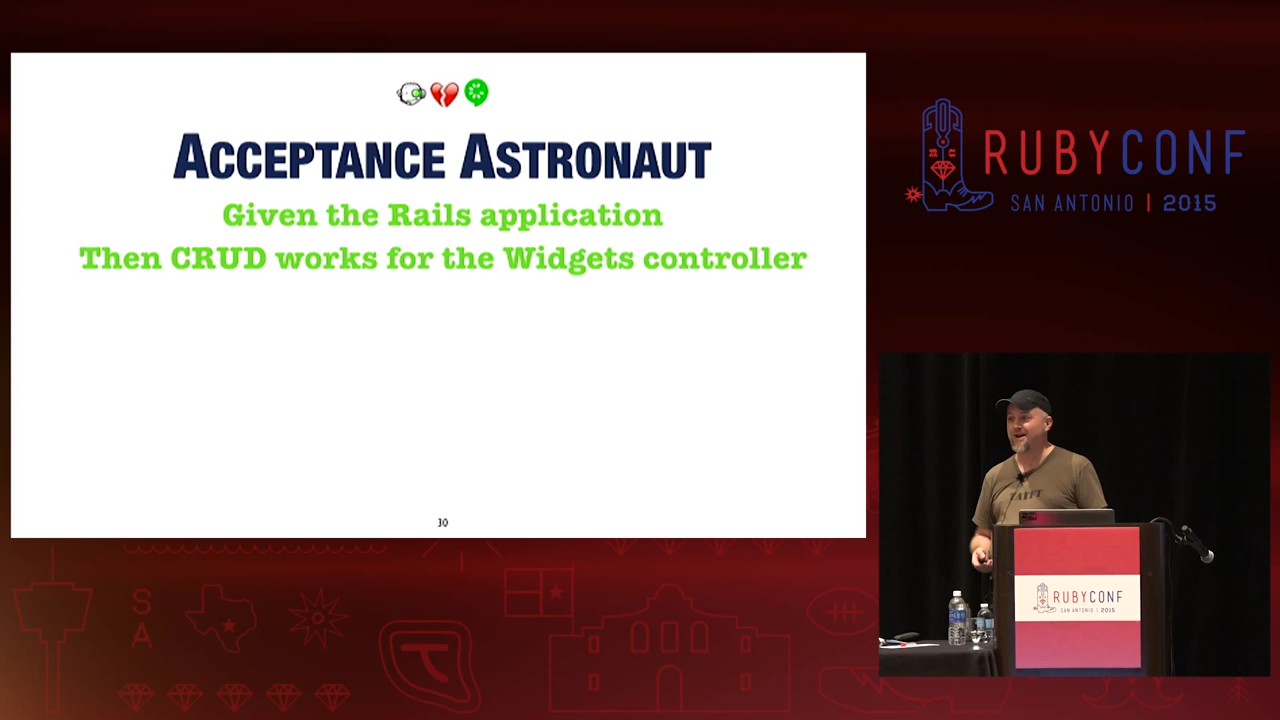 ACCEPTANCE ASTRONAUT
Given the Rails application
Then CRUD works for the Widgets controller
30
RUBYCONF
SAN ANTONIO | 2015
RUBYCONF
SAN ANTONIO | 2015
S
A